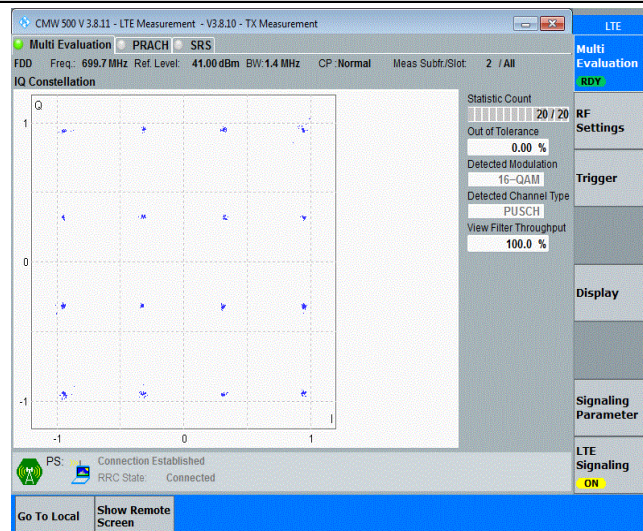 CMW 500 V 3.8.11 - LTE Measurement - V3.8.10 - TX Measurement
LTE
Multi Evaluation PRACH SRS
Multi
Evaluation
RDY
FDD Freq.: 699.7 MHz Ref. Level: 41.00 dBm BW: 1.4 MHz CP : Normal Meas Subfr./Slot: 2 / All
IQ Constellation
Q
1
0
-1
-1 0 1
I
Statistic Count
20 / 20
Out of Tolerance
0.00 %
Detected Modulation
16-QAM
Detected Channel Type
PUSCH
View Filter Throughput
100.0 %
RF
Settings
Trigger
Display
Signaling
Parameter
LTE
Signaling
ON
PS: Connection Established
RRC State: Connected
Go To Local
Show Remote
Screen